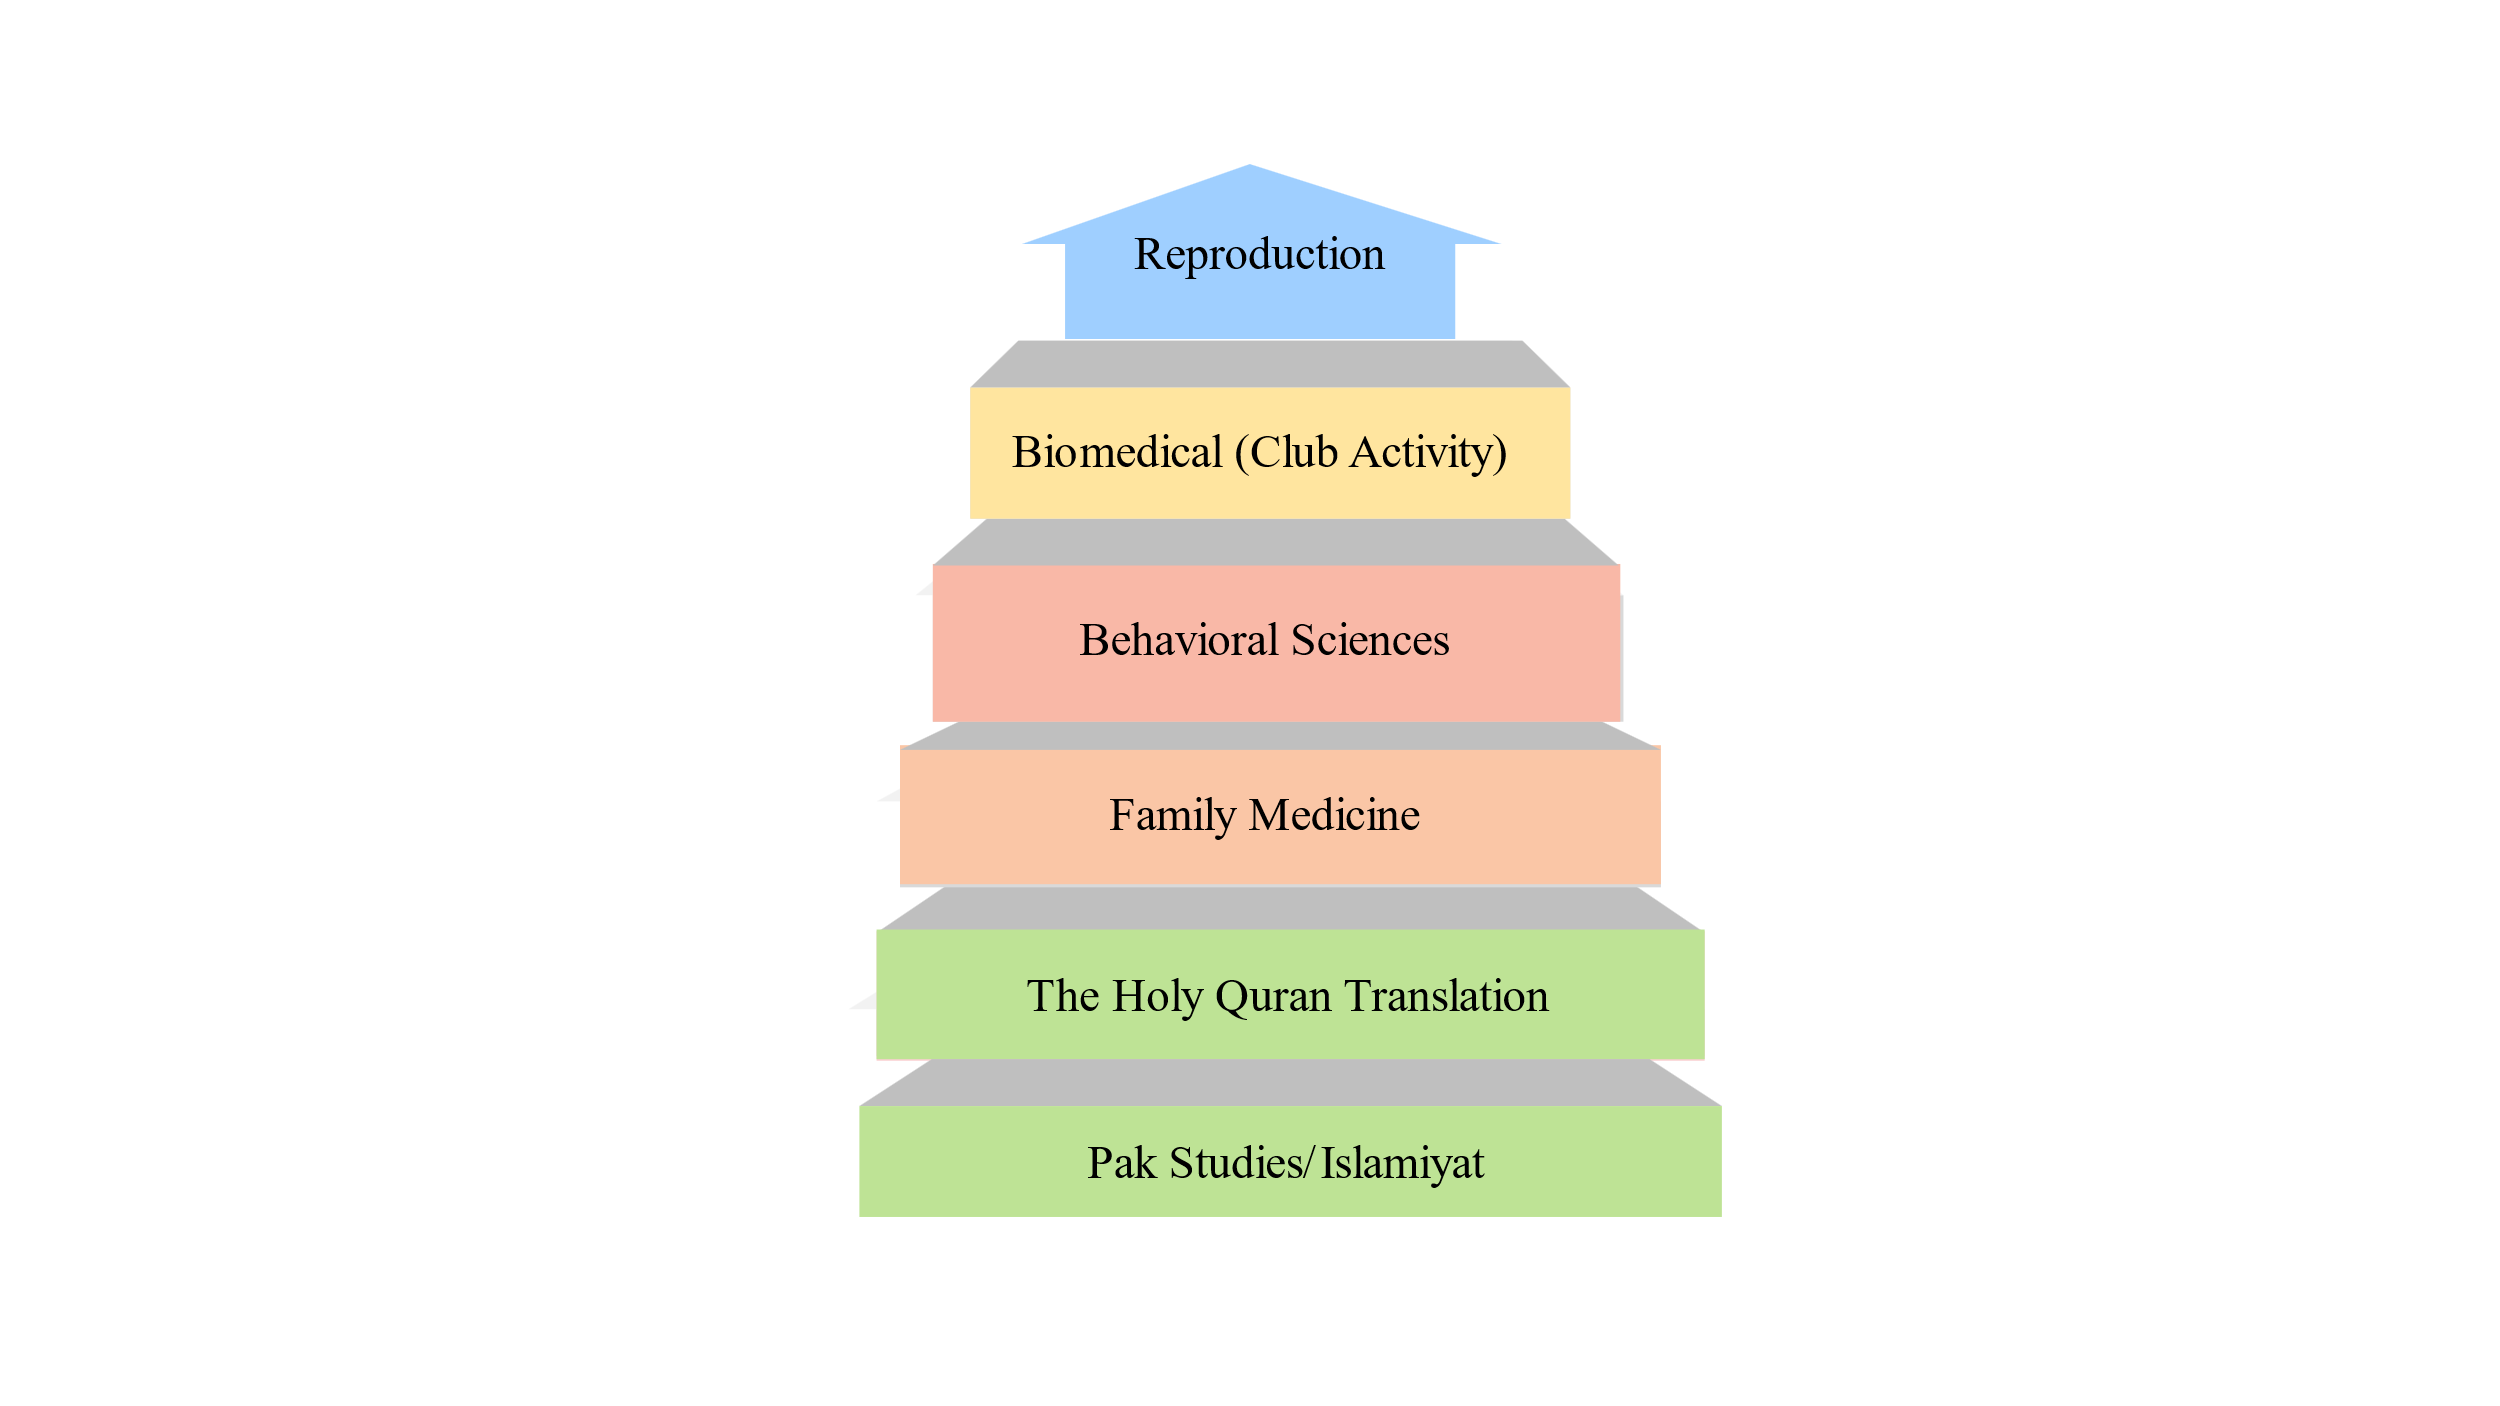 Reproduction
Biomedical (Club Activity)
Behavioral Sciences
Family Medicine
The Holy Quran Translation
Pak Studies/ Islamiyat